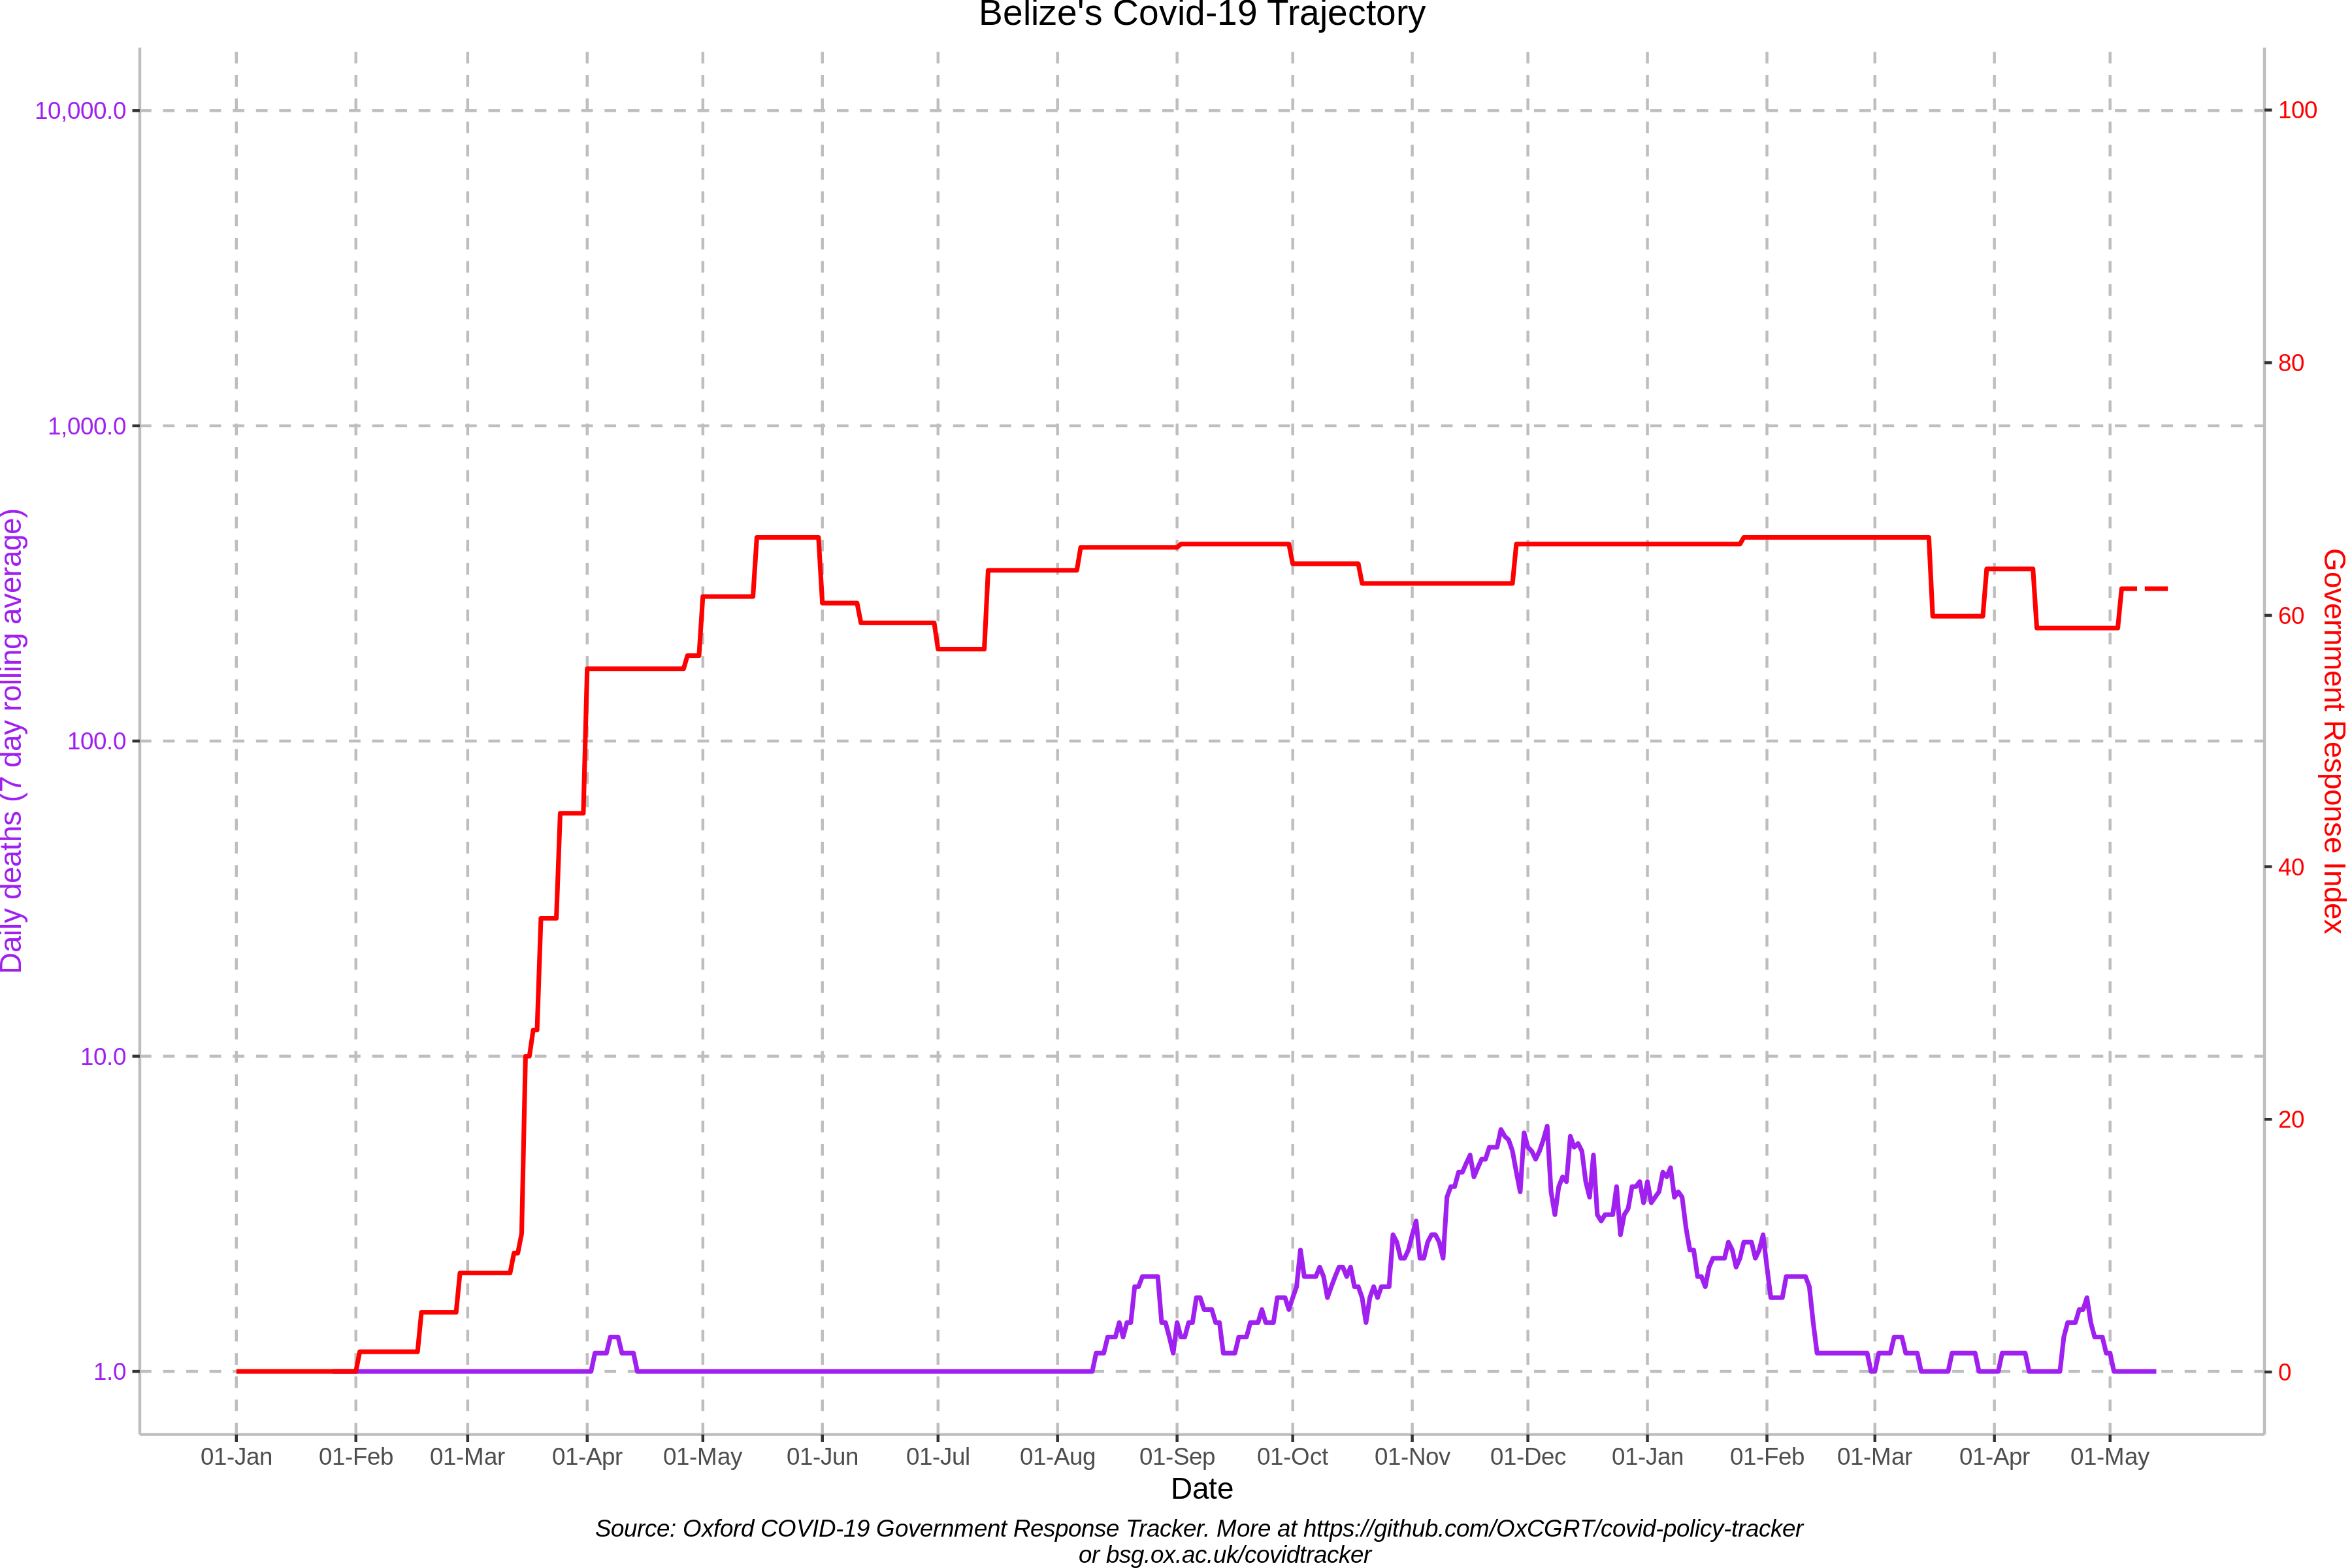 Belize's Covid-19 Trajectory
10,000.0
1,000.0
100.0
10.0
1.0
Daily deaths (7 day rolling average)
100
80
60
40
20
0
Government Response Index
01-Jan 01-Feb 01-Mar 01-Apr 01-May 01-Jun 01-Jul 01-Aug 01-Sep 01-Oct 01-Nov 01-Dec 01-Jan 01-Feb 01-Mar 01-Apr 01-May
Date
Source: Oxford COVID-19 Government Response Tracker. More at https://github.com/OxCGRT/covid-policy-tracker
or bsg.ox.ac.uk/covidtracker